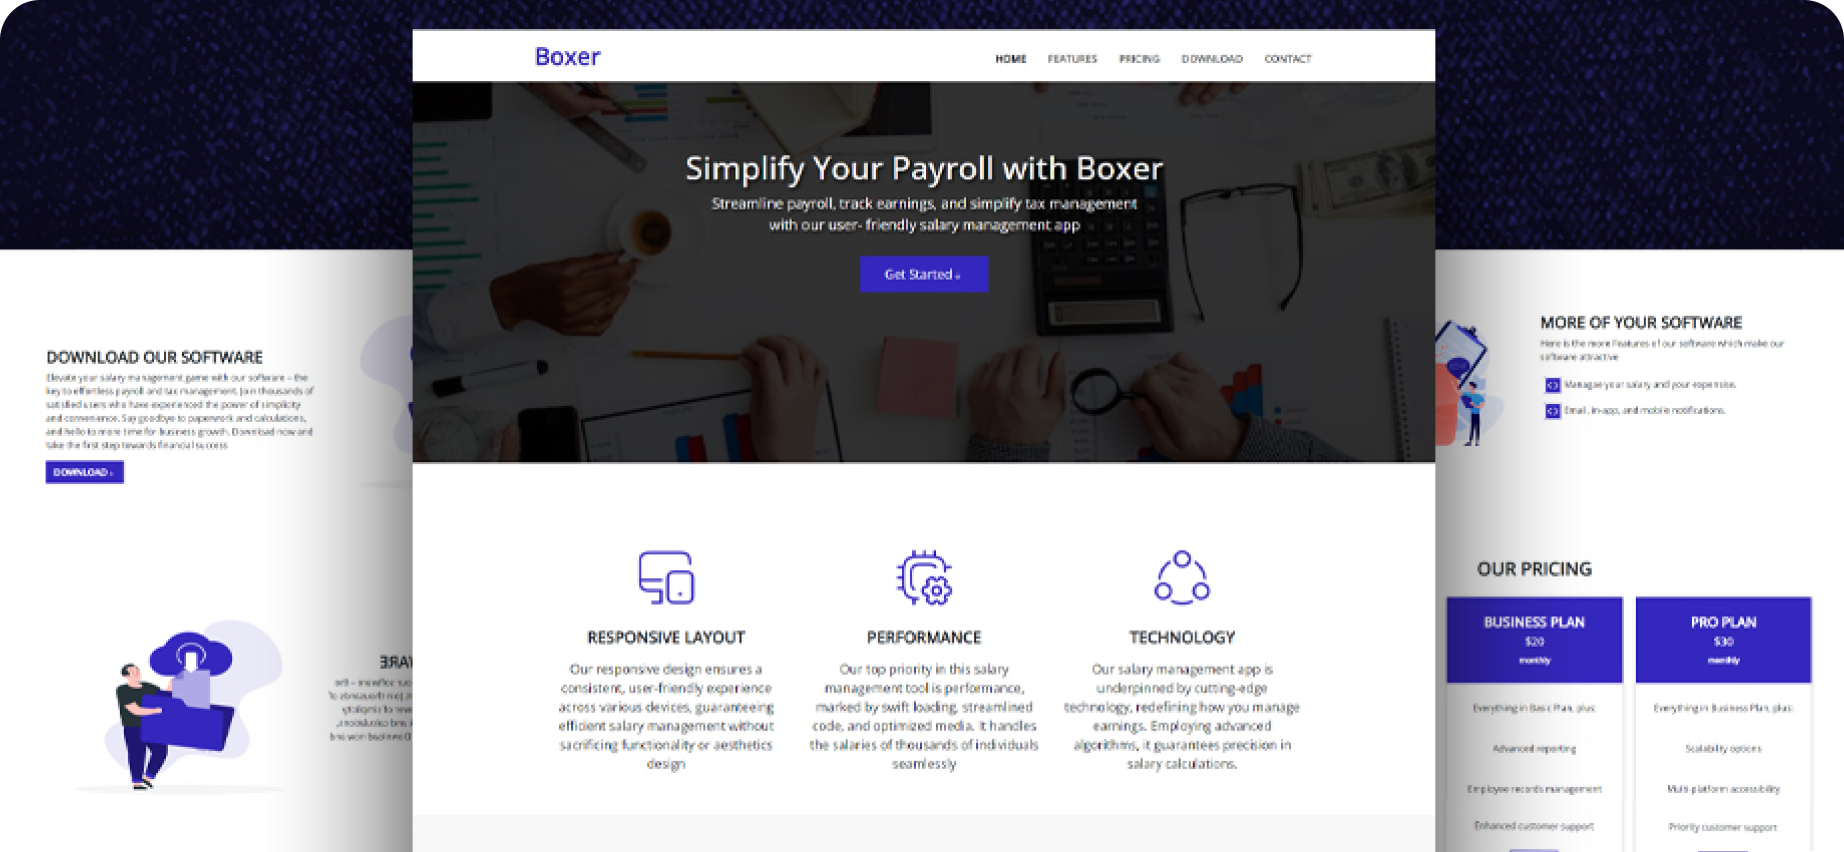 Boxer
HOME FEATURES PRICING DOWNLOAD CONTACT
Simplify Your Payroll with Boxer
Streamline payroll, track earnings, and simplify tax management
with our user- friendly salary management app
Get Started »
RESPONSIVE LAYOUT
Our responsive design ensures a
consistent, user-friendly experience
across various devices, guaranteeing
efficient salary management without
sacrificing functionality or aesthetics
design
PERFORMANCE
Our top priority in this salary
management tool is performance,
marked by swift loading, streamlined
code, and optimized media. It handles
the salaries of thousands of individuals
seamlessly
TECHNOLOGY
Our salary management app is
underpinned by cutting-edge
technology, redefining how you manage
earnings. Employing advanced
algorithms, it guarantees precision in
salary calculations.
DOWNLOAD OUR SOFTWARE
Elevate your salary management game with our software – the
key to effortless payroll and tax management. Join thousands of
satisfied users who have experienced the power of simplicity
and convenience. Say goodbye to paperwork and calculations,
and hello to more time for business growth. Download now and
take the first step towards financial success
DOWNLOAD »
MORE OF YOUR SOFTWARE
Here is the more Features of our software which make our
software attractive
Managae your salary and your expensise.
Email, in-app, and mobile notifications.
OUR PRICING
BUSINESS PLAN
$20
monthly
Everything in Basic Plan, plus:
Advanced reporting
Employee records management
Enhanced customer support
PRO PLAN
$30
monthly
Everything in Business Plan, plus:
Scalability options
Multi-platform accessibility
Priority customer support